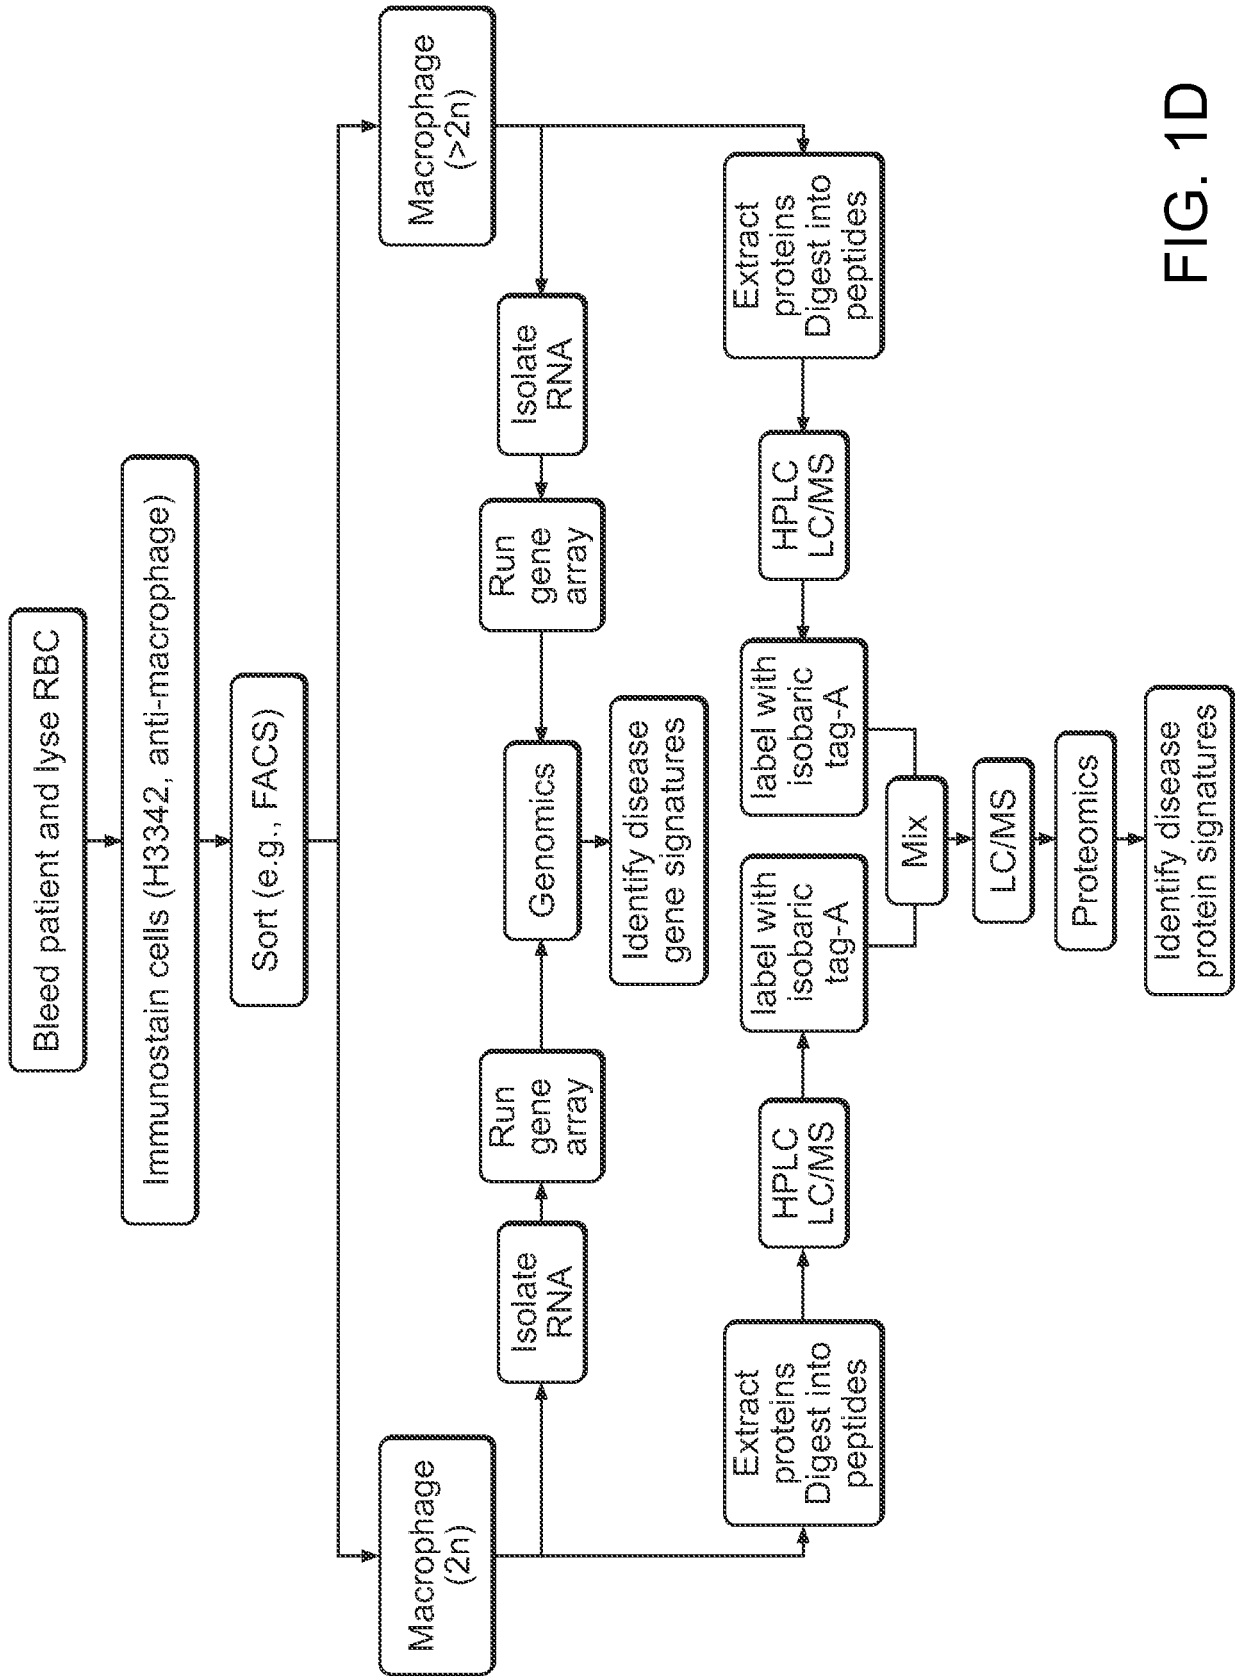 Bleed patient and lyse RBC
Immunostain cells (H3342, anti-macrophage)
Sort (e.g., FACS)
Macrophage
(2n)
Macrophage
(>2n)
Isolate
RNA
Run
gene
array
Genomics
Run
gene
array
Isolate
RNA
Identify disease
gene signatures
Extract
proteins
Digest into
peptides
HPLC
LC/MS
label with
isobaric
tag-A
label with
isobaric
tag-A
HPLC
LC/MS
Extract
proteins
Digest into
peptides
Mix
LC/MS
Proteomics
Identify disease
protein signatures
FIG. 1D